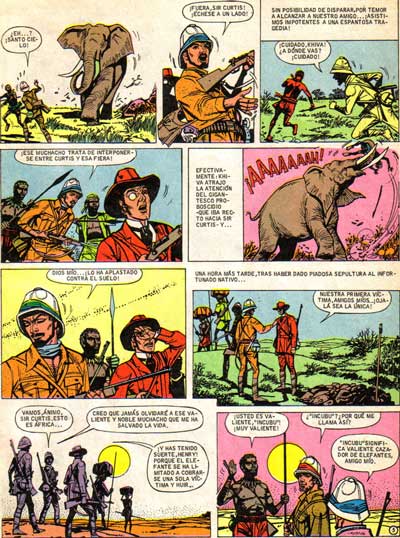 ¿EH...?
¡SANTO CIE-
LO!
¡FUERA, SIR CURTIS!
¡ÉCHESE A UN LADO!
SIN POSIBILIDAD DE DISPARAR, POR TEMOR
A ALCANZAR A NUESTRO AMIGO... ¡ASISTI-
MOS IMPOTENTES A UNA ESPANTOSA TRA-
GEDIA!
¡CUIDADO, KHIVA!
¿A DÓNDE VAS?
¡CUIDADO!
¡ESE MUCHACHO TRATA DE INTERPONER-
SE ENTRE CURTIS Y ESA FIERA!
EFECTIVA-
MENTE: KHI-
VA ATRAJO
LA ATENCIÓN
DEL GIGAN-
TESCO
PROBOSCIDIO
-QUE IBA REC-
TO HACIA SIR
CURTIS- Y...
¡AAAAAAAH!
DIOS MÍO... ¡LO HA APLASTADO
CONTRA EL SUELO!
UNA HORA MÁS TARDE, TRAS HABER DADO PIADOSA SEPULTURA AL INFOR-
TUNADO NATIVO...
NUESTRA PRIMERA VÍC-
TIMA, AMIGOS MÍOS... ¡OJA-
LÁ SEA LA ÚNICA!
VAMOS, ÁNIMO,
SIR CURTIS, ESTO
ES ÁFRICA...
CREO QUE JAMÁS OLVIDARÉ A ESE VA-
LIENTE Y NOBLE MUCHACHO QUE ME HA
SALVADO LA VIDA.
¡Y HAS TENIDO
SUERTE, HENRY!
PORQUE EL ELE-
FANTE SE HA LI-
MITADO A COBRAR-
SE UNA SOLA VÍC-
TIMA Y HUIR...
¡USTED ES VA-
LIENTE, "INCUBU"!
¡MUY VALIENTE!
¿"INCUBU"? ¿POR QUÉ ME
LLAMA ASÍ?
"INCUBU" SIGNIFI-
CA VALIENTE CAZA-
DOR DE ELEFANTES,
AMIGO MÍO.